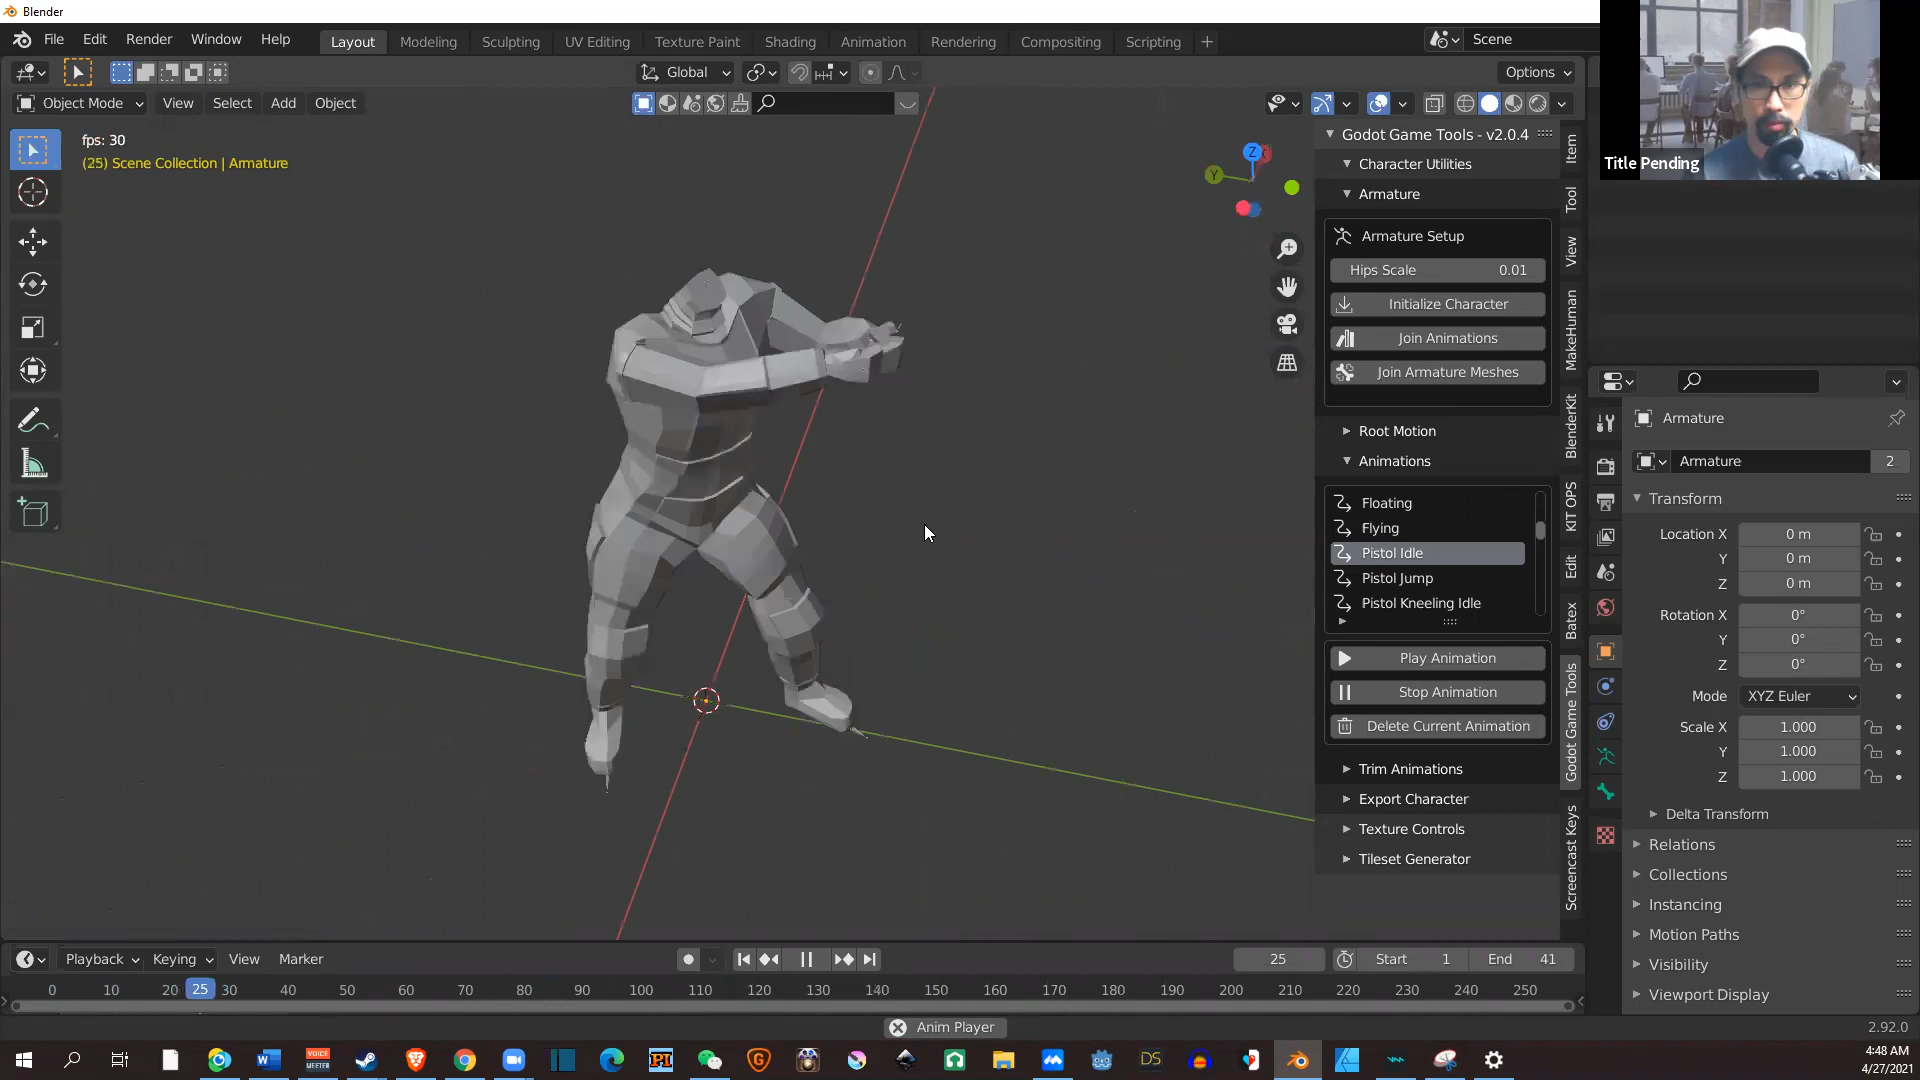 Blender
File Edit Render Window Help
Layout Modeling Sculpting UV Editing Texture Paint Shading Animation Rendering Compositing Scripting +
Scene
Global
Options
Object Mode View Select Add Object
fps: 30
(25) Scene Collection | Armature
Z
Y
Godot Game Tools - v2.0.4
Character Utilities
Armature
Armature Setup
Hips Scale 0.01
Initialize Character
Join Animations
Join Armature Meshes
Root Motion
Animations
Floating
Flying
Pistol Idle
Pistol Jump
Pistol Kneeling Idle
Play Animation
Stop Animation
Delete Current Animation
Trim Animations
Export Character
Texture Controls
Tileset Generator
Item
Tool
View
MakeHuman
BlenderKit
KIT OPS
Edit
Batex
Godot Game Tools
Screencast Keys
Title Pending
Armature
Armature 2
Transform
Location X 0 m
Y 0 m
Z 0 m
Rotation X 0°
Y 0°
Z 0°
Mode XYZ Euler
Scale X 1.000
Y 1.000
Z 1.000
Delta Transform
Relations
Collections
Instancing
Motion Paths
Visibility
Viewport Display
Playback Keying View Marker
25 Start 1 End 41
0 10 20 25 30 40 50 60 70 80 90 100 110 120 130 140 150 160 170 180 190 200 210 220 230 240 250
Anim Player
2.92.0
VOICE MEETER
DS
4:48 AM
4/27/2021